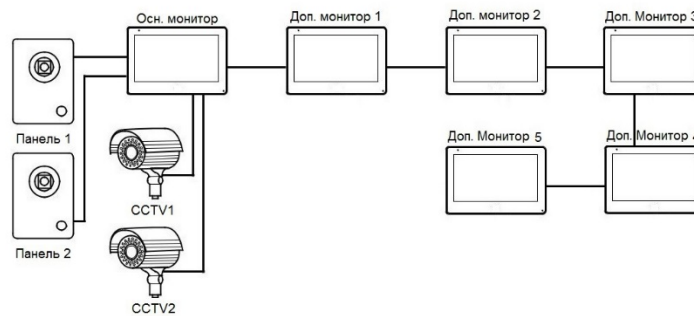 Осн. монитор
Доп. монитор 1
Доп. монитор 2
Доп. Монитор 3
Панель 1
Доп. Монитор 5
Доп. Монитор
CCTV1
Панель 2
CCTV2